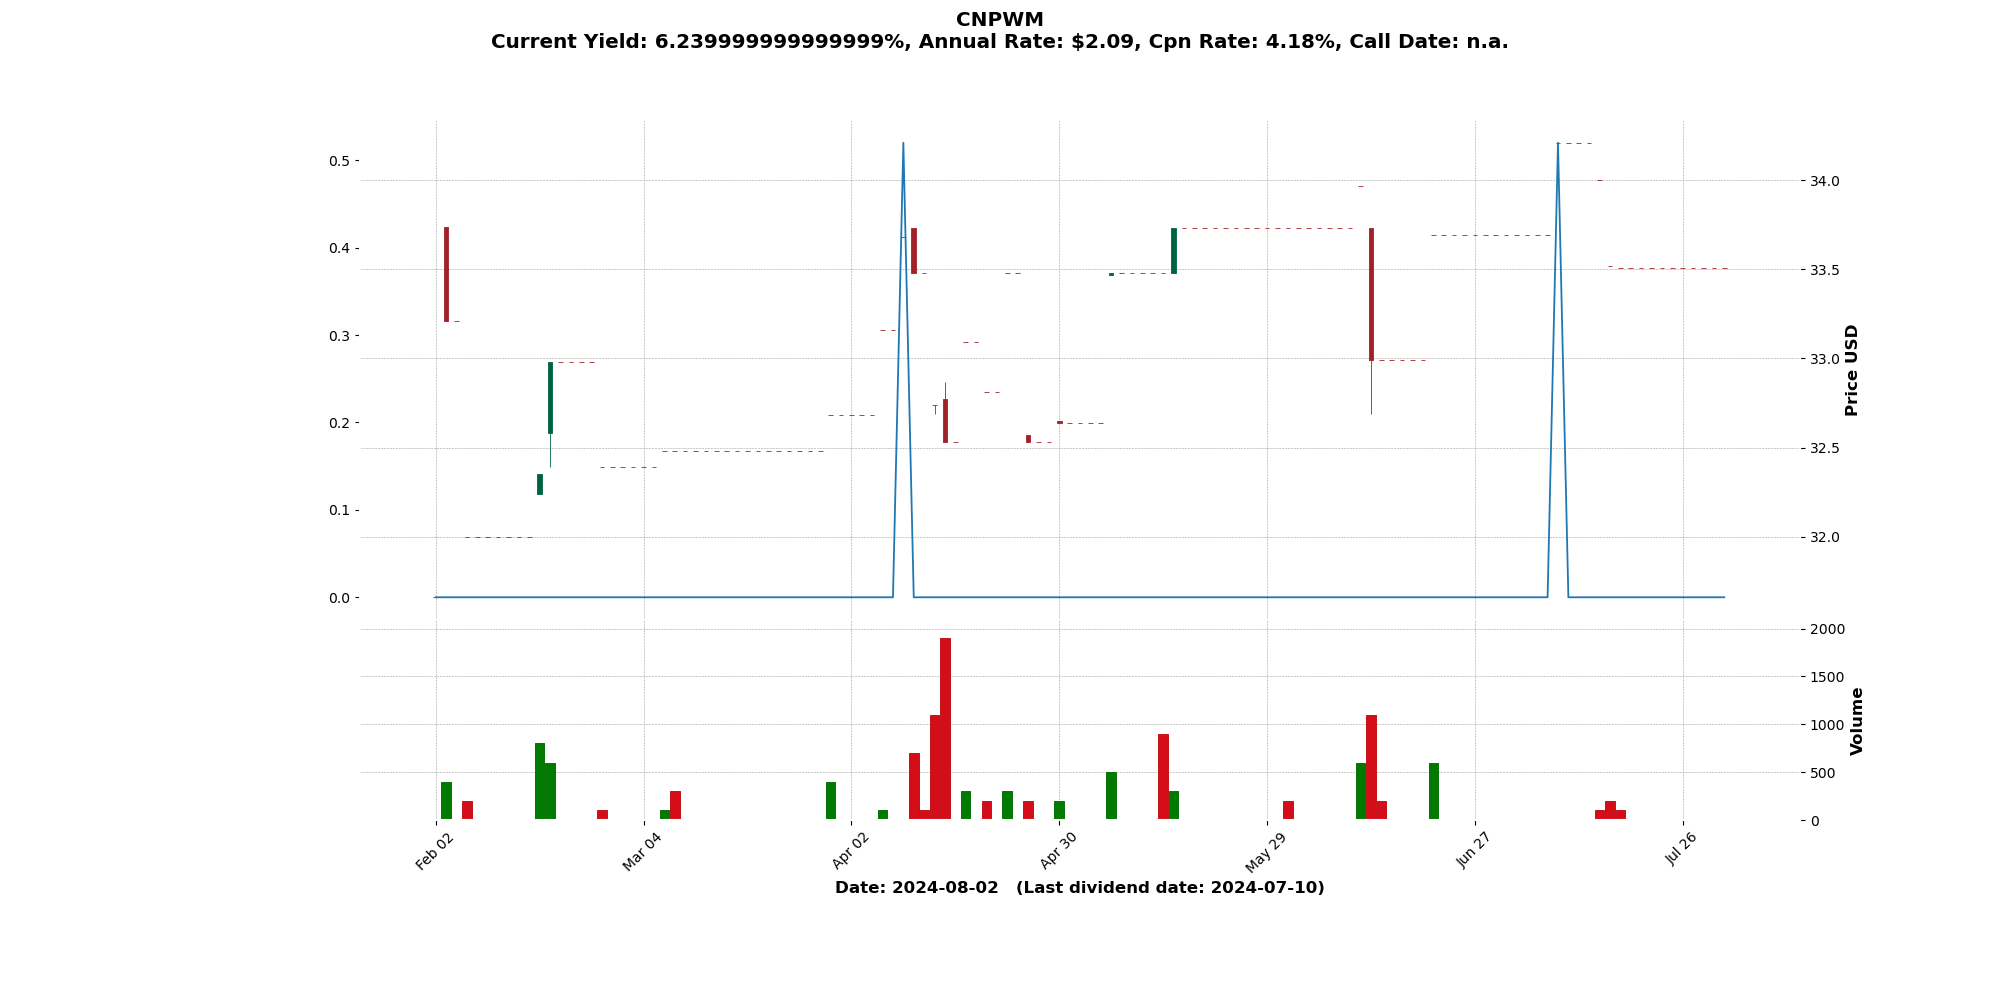 CNPWM
Current Yield: 6.239999999999999%, Annual Rate: $2.09, Cpn Rate: 4.18%, Call Date: n.a.
0.5
0.4
0.3
0.2
0.1
0.0
34.0
33.5
33.0
32.5
32.0
Price USD
2000
1500
1000
500
0
Volume
Feb 02
Mar 04
Apr 02
Apr 30
May 29
Jun 27
Jul 26
Date: 2024-08-02   (Last dividend date: 2024-07-10)